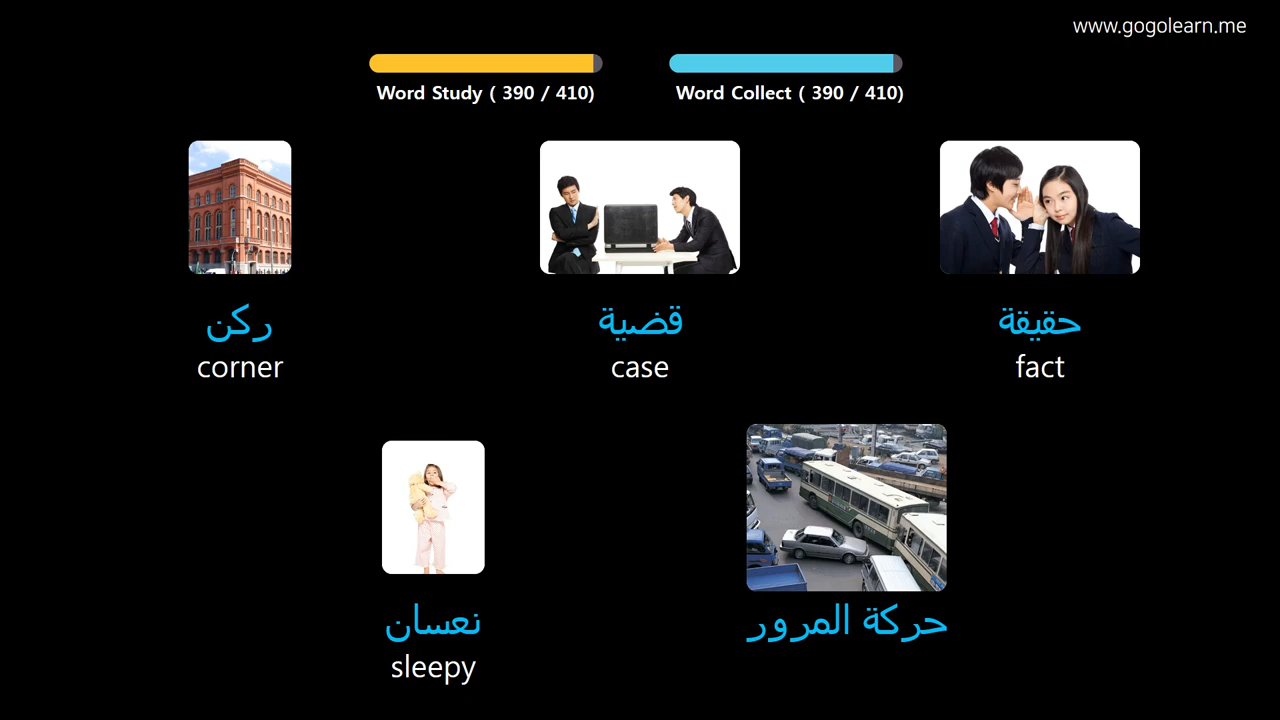 www.gogolearn.me
Word Study ( 390 / 410)
Word Collect ( 390 / 410)
ركن
corner
قضية
case
حقيقة
fact
نعسان
sleepy
حركة المرور